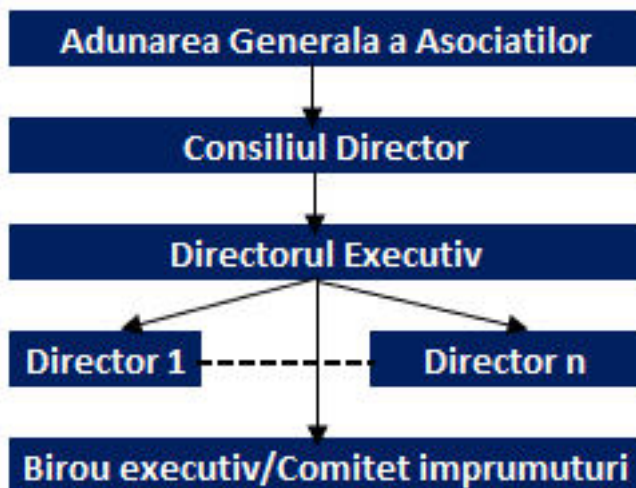 Adunarea Generala a Asociatilor
Consiliul Director
Directorul Executiv
Director 1
Director n
Birou executiv/Comitet imprumuturi